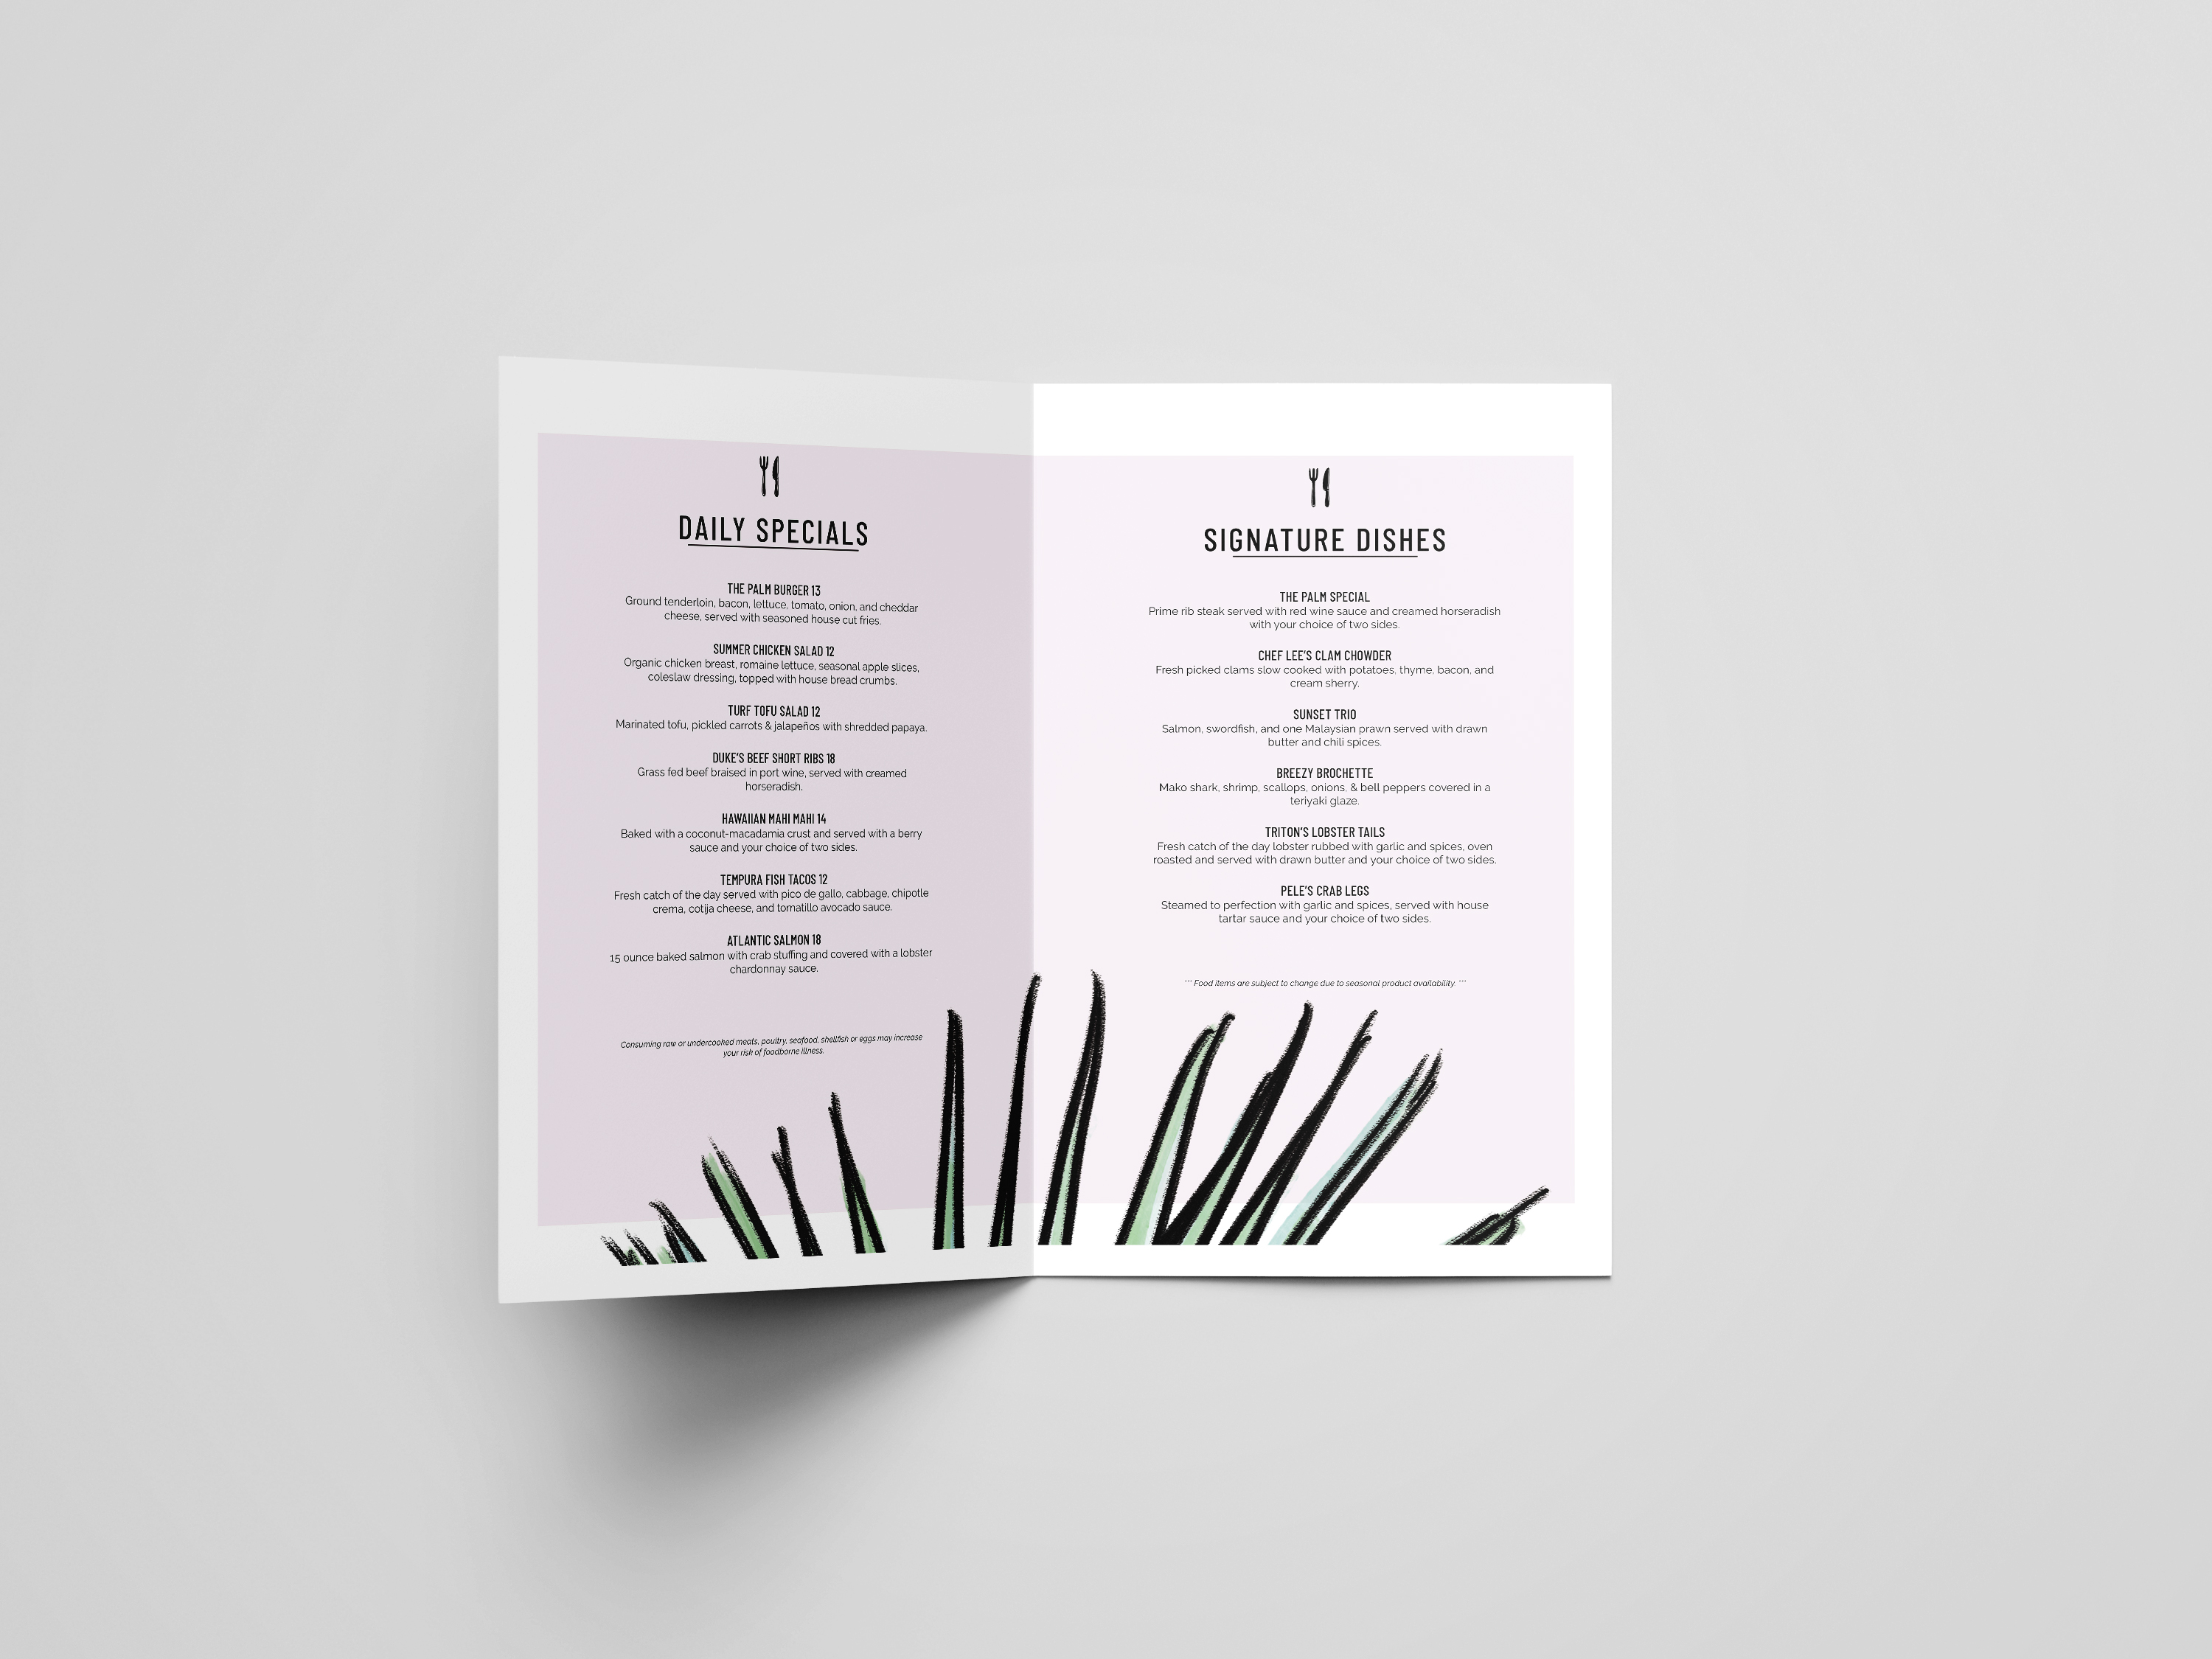 DAILY SPECIALS
THE PALM BURGER 13
Ground tenderloin, bacon, lettuce, tomato, onion, and cheddar
cheese, served with seasoned house cut fries.
SUMMER CHICKEN SALAD 12
Organic chicken breast, romaine lettuce, seasonal apple slices,
coleslaw dressing, topped with house bread crumbs.
TURF TOFU SALAD 12
Marinated tofu, pickled carrots & jalapeños with shredded papaya.
DUKE'S BEEF SHORT RIBS 18
Grass fed beef braised in port wine, served with creamed
horseradish.
HAWAIIAN MAHI MAHI 14
Baked with a coconut-macadamia crust and served with a berry
sauce and your choice of two sides.
TEMPURA FISH TACOS 12
Fresh catch of the day served with pico de gallo, cabbage, chipotle
crema, cotija cheese, and tomatillo avocado sauce.
ATLANTIC SALMON 18
15 ounce baked salmon with crab stuffing and covered with a lobster
chardonnay sauce.
Consuming raw or undercooked meats, poultry, seafood, shellfish or eggs may increase
your risk of foodborne illness.
SIGNATURE DISHES
THE PALM SPECIAL
Prime rib steak served with red wine sauce and creamed horseradish
with your choice of two sides.
CHEF LEE'S CLAM CHOWDER
Fresh picked clams slow cooked with potatoes, thyme, bacon, and
cream sherry.
SUNSET TRIO
Salmon, swordfish, and one Malaysian prawn served with drawn
butter and chili spices.
BREEZY BROCHETTE
Mako shark, shrimp, scallops, onions, & bell peppers covered in a
teriyaki glaze.
TRITON'S LOBSTER TAILS
Fresh catch of the day lobster rubbed with garlic and spices, oven
roasted and served with drawn butter and your choice of two sides.
PELE'S CRAB LEGS
Steamed to perfection with garlic and spices, served with house
tartar sauce and your choice of two sides.
*** Food items are subject to change due to seasonal product availability. ***